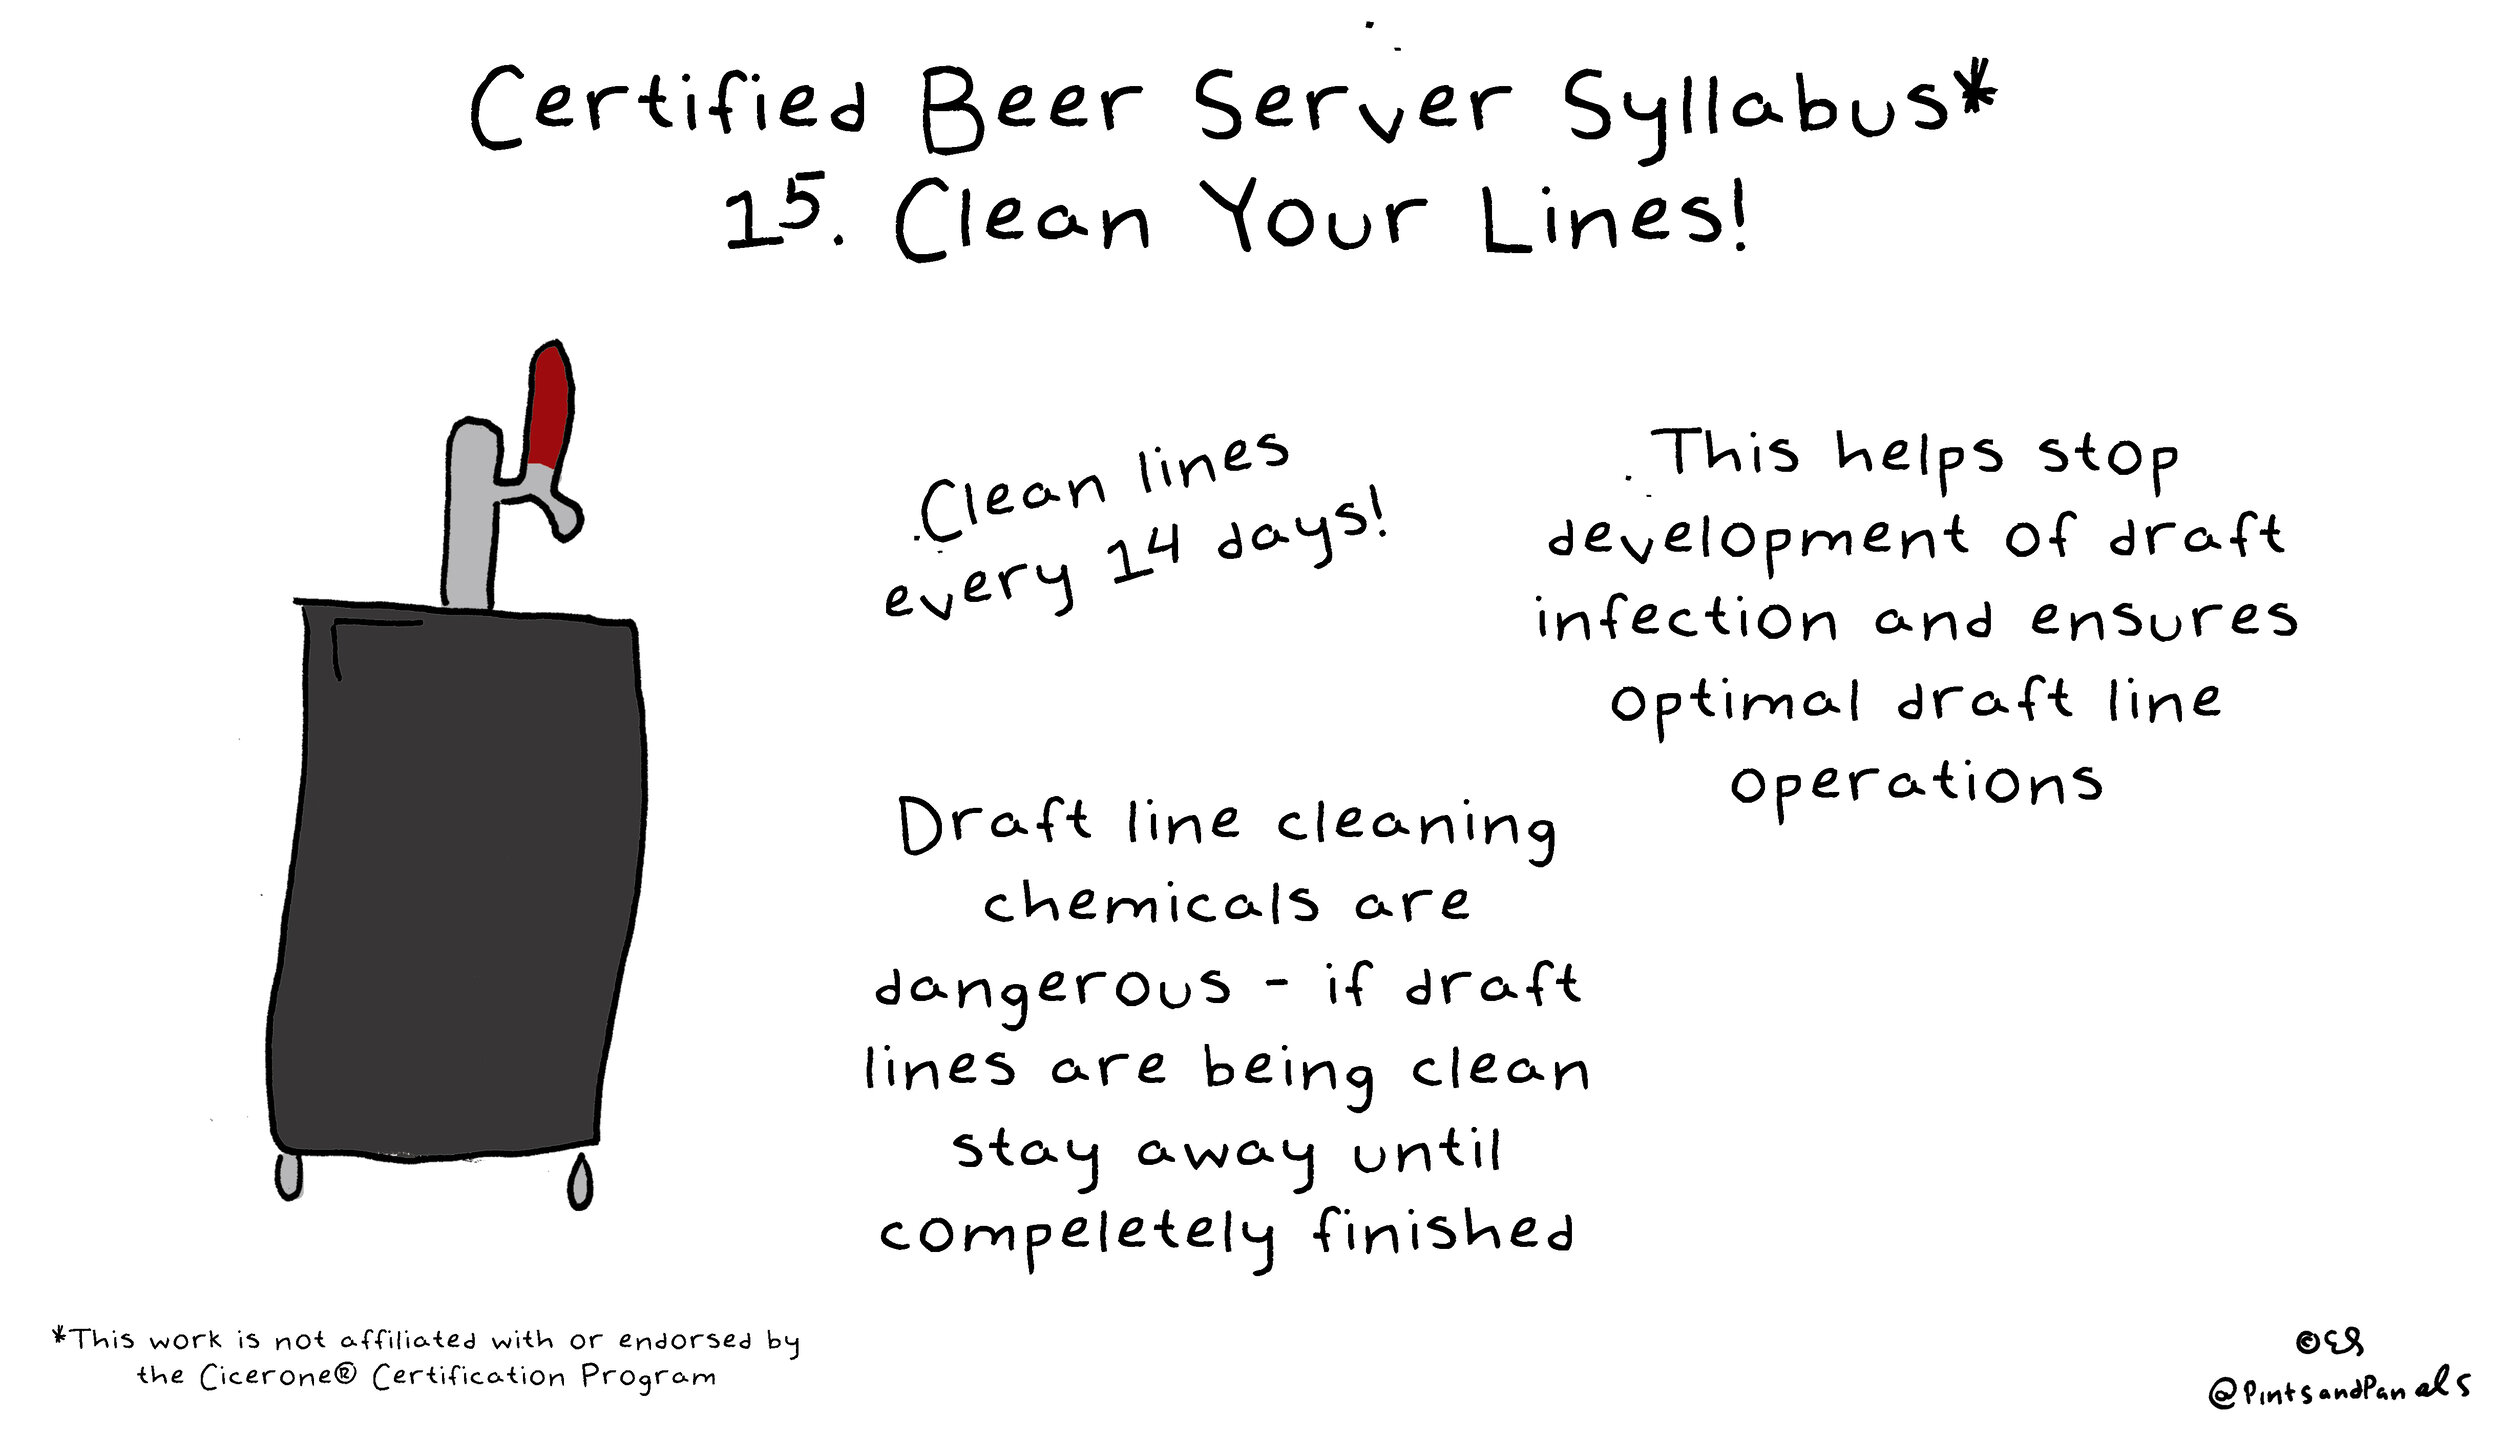 Certified Beer Server Syllabus*
15. Clean Your Lines!
Clean lines
every 14 days!
This helps stop
development of draft
infection and ensures
optimal draft line
operations
Draft line cleaning
chemicals are
dangerous - if draft
lines are being clean
stay away until
compeletely finished
*This work is not affiliated with or endorsed by
the Cicerone® Certification Program
©ES
@PintsandPanels